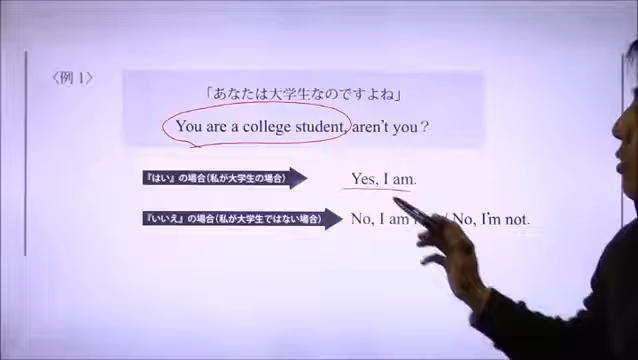 〈例 1〉
「あなたは大学生なのですよね」
You are a college student, aren't you?
『はい』の場合(私が大学生の場合)
Yes, I am.
『いいえ』の場合(私が大学生ではない場合)
No, I am / No, I'm not.